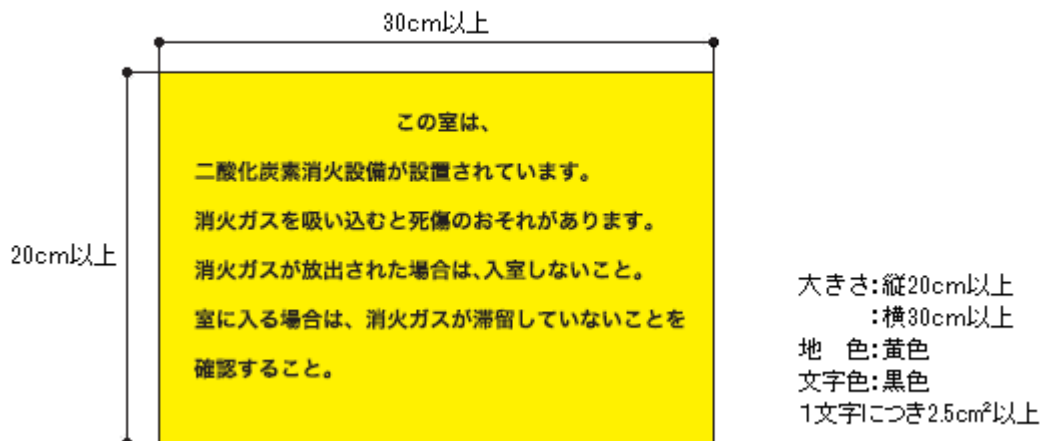 30cm以上
20cm以上
この室は、
二酸化炭素消火設備が設置されています。
消火ガスを吸い込むと死傷のおそれがあります。
消火ガスが放出された場合は、入室しないこと。
室に入る場合は、消火ガスが滞留していないことを
確認すること。
大きさ:縦20cm以上
:横30cm以上
地　色:黄色
文字色:黒色
1文字につき2.5cm²以上